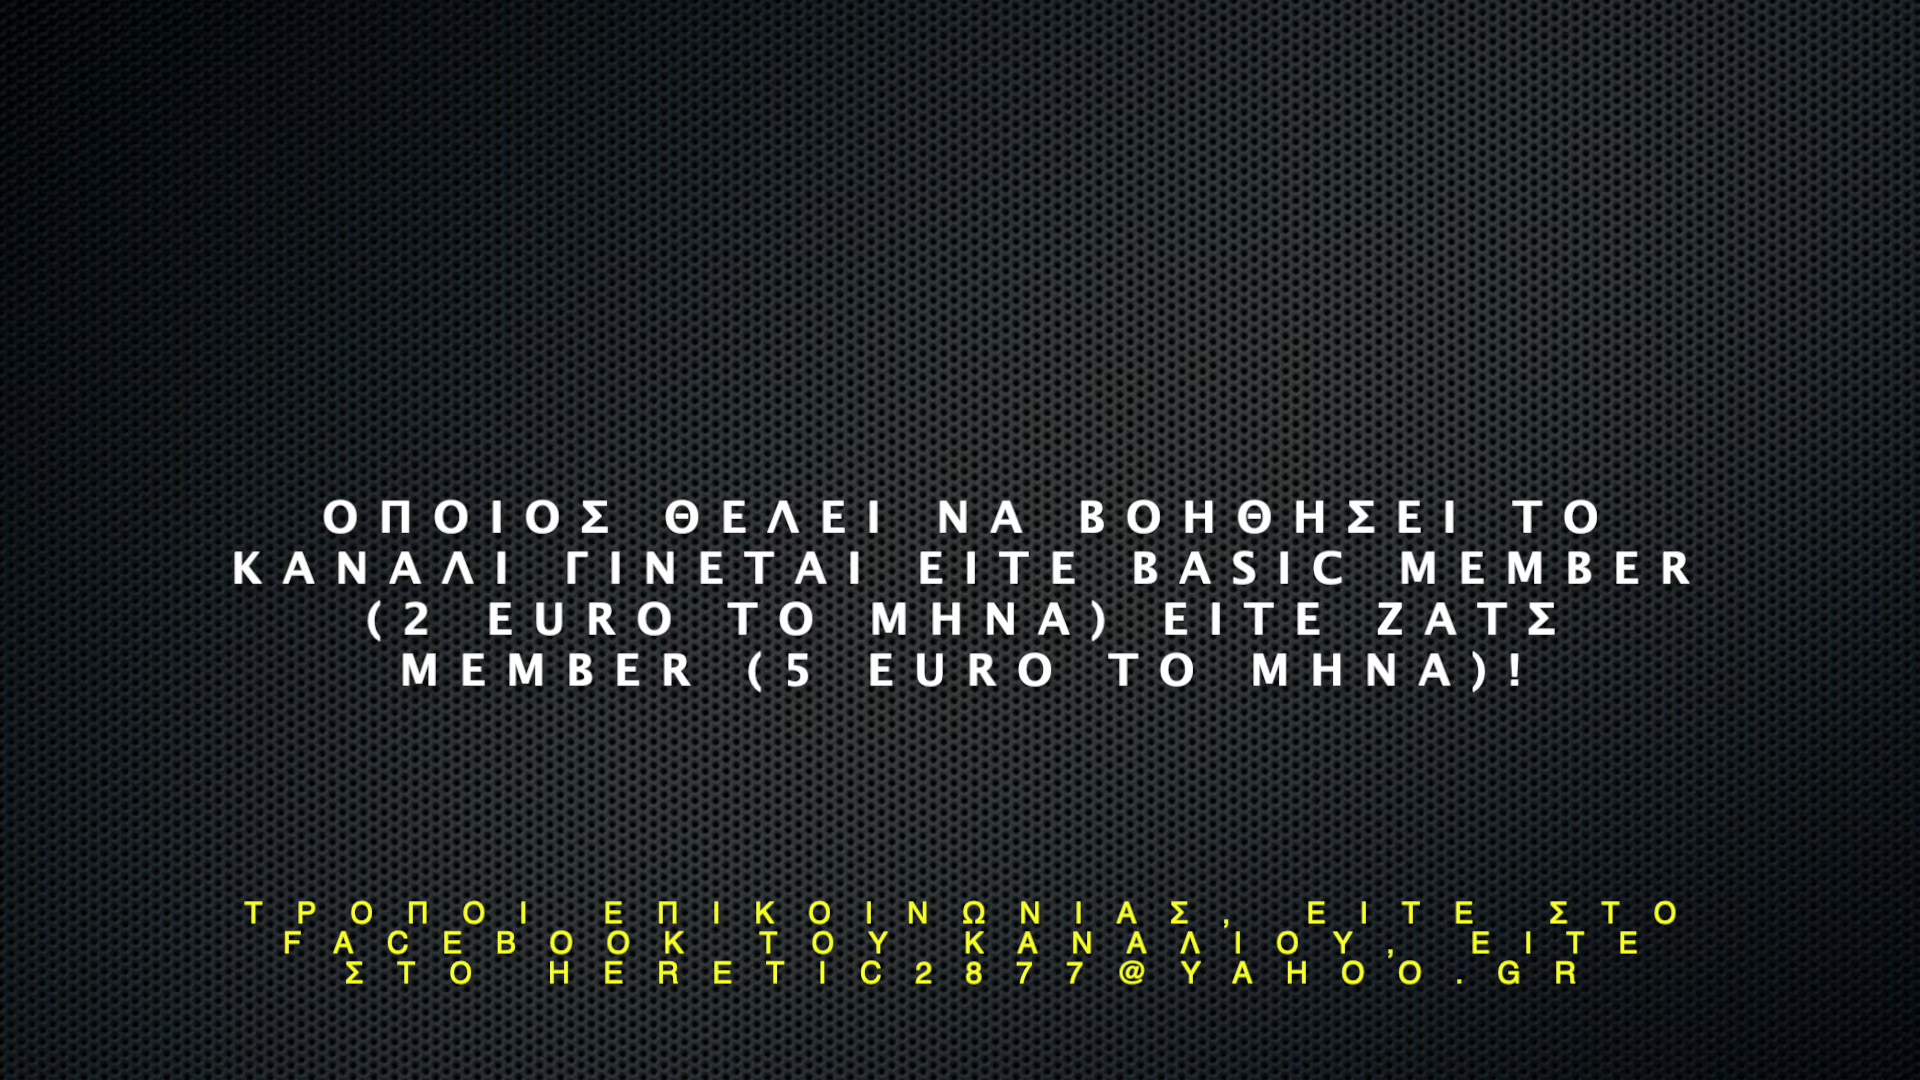 ΟΠΟΙΟΣ ΘΕΛΕΙ ΝΑ ΒΟΗΘΗΣΕΙ ΤΟ
ΚΑΝΑΛΙ ΓΙΝΕΤΑΙ ΕΙΤΕ BASIC MEMBER
(2 EURO ΤΟ ΜΗΝΑ) ΕΙΤΕ ΖΑΤΣ
MEMBER (5 EURO ΤΟ ΜΗΝΑ)!
ΤΡΟΠΟΙ ΕΠΙΚΟΙΝΩΝΙΑΣ, ΕΙΤΕ ΣΤΟ
FACEBOOK ΤΟΥ ΚΑΝΑΛΙΟΥ, ΕΙΤΕ
ΣΤΟ HERETIC2877@YAHOO.GR